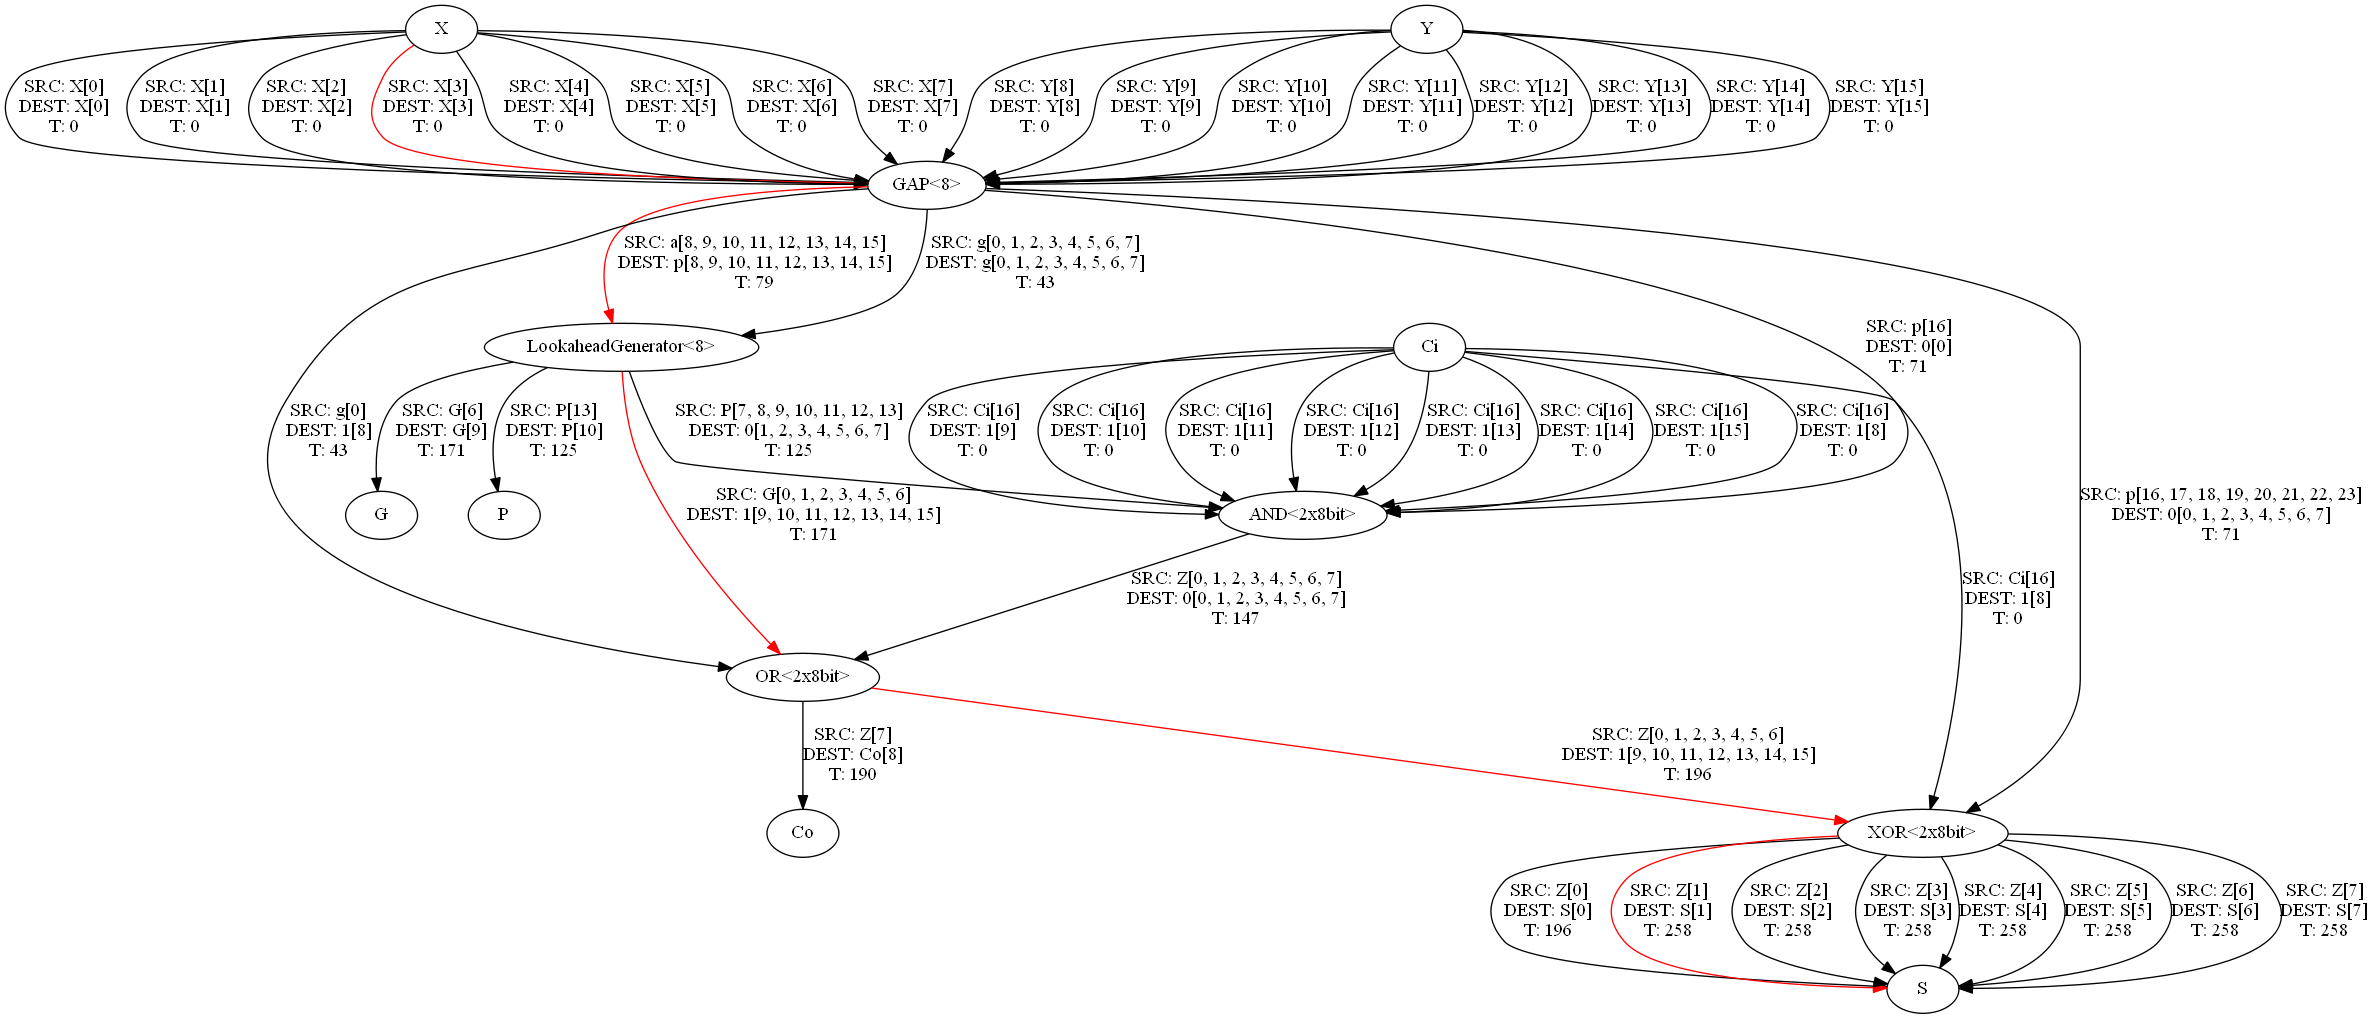 X
Y
SRC: X[0]
DEST: X[0]
T: 0
SRC: X[1]
DEST: X[1]
T: 0
SRC: X[2]
DEST: X[2]
T: 0
SRC: X[3]
DEST: X[3]
T: 0
SRC: X[4]
DEST: X[4]
T: 0
SRC: X[5]
DEST: X[5]
T: 0
SRC: X[6]
DEST: X[6]
T: 0
SRC: X[7]
DEST: X[7]
T: 0
SRC: Y[8]
DEST: Y[8]
T: 0
SRC: Y[9]
DEST: Y[9]
T: 0
SRC: Y[10]
DEST: Y[10]
T: 0
SRC: Y[11]
DEST: Y[11]
T: 0
SRC: Y[12]
DEST: Y[12]
T: 0
SRC: Y[13]
DEST: Y[13]
T: 0
SRC: Y[14]
DEST: Y[14]
T: 0
SRC: Y[15]
DEST: Y[15]
T: 0
GAP<8>
SRC: a[8, 9, 10, 11, 12, 13, 14, 15]
DEST: p[8, 9, 10, 11, 12, 13, 14, 15]
T: 79
SRC: g[0, 1, 2, 3, 4, 5, 6, 7]
DEST: g[0, 1, 2, 3, 4, 5, 6, 7]
T: 43
LookaheadGenerator<8>
Ci
SRC: p[16]
DEST: 0[0]
T: 71
SRC: g[0]
DEST: 1[8]
T: 43
SRC: G[6]
DEST: G[9]
T: 171
SRC: P[13]
DEST: P[10]
T: 125
SRC: P[7, 8, 9, 10, 11, 12, 13]
DEST: 0[1, 2, 3, 4, 5, 6, 7]
T: 125
SRC: Ci[16]
DEST: 1[9]
T: 0
SRC: Ci[16]
DEST: 1[10]
T: 0
SRC: Ci[16]
DEST: 1[11]
T: 0
SRC: Ci[16]
DEST: 1[12]
T: 0
SRC: Ci[16]
DEST: 1[13]
T: 0
SRC: Ci[16]
DEST: 1[14]
T: 0
SRC: Ci[16]
DEST: 1[15]
T: 0
SRC: Ci[16]
DEST: 1[8]
T: 0
G
P
SRC: G[0, 1, 2, 3, 4, 5, 6]
DEST: 1[9, 10, 11, 12, 13, 14, 15]
T: 171
AND<2x8bit>
SRC: p[16, 17, 18, 19, 20, 21, 22, 23]
DEST: 0[0, 1, 2, 3, 4, 5, 6, 7]
T: 71
SRC: Z[0, 1, 2, 3, 4, 5, 6, 7]
DEST: 0[0, 1, 2, 3, 4, 5, 6, 7]
T: 147
SRC: Ci[16]
DEST: 1[8]
T: 0
OR<2x8bit>
SRC: Z[7]
DEST: Co[8]
T: 190
SRC: Z[0, 1, 2, 3, 4, 5, 6]
DEST: 1[9, 10, 11, 12, 13, 14, 15]
T: 196
Co
XOR<2x8bit>
SRC: Z[0]
DEST: S[0]
T: 196
SRC: Z[1]
DEST: S[1]
T: 258
SRC: Z[2]
DEST: S[2]
T: 258
SRC: Z[3]
DEST: S[3]
T: 258
SRC: Z[4]
DEST: S[4]
T: 258
SRC: Z[5]
DEST: S[5]
T: 258
SRC: Z[6]
DEST: S[6]
T: 258
SRC: Z[7]
DEST: S[7]
T: 258
S